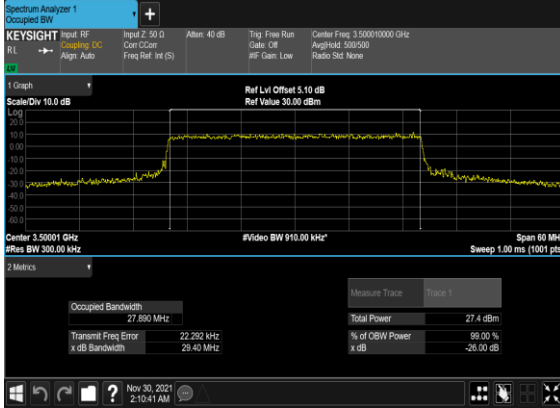 Spectrum Analyzer 1
Occupied BW
+
KEYSIGHT Input: RF Input Z: 50 Ω Atten: 40 dB Trig: Free Run Center Freq: 3.500010000 GHz
RL Coupling: DC Corr CCorr Gate: Off Avg|Hold: 500/500
Align: Auto Freq Ref: Int (S) #IF Gain: Low Radio Std: None
1 Graph
Ref Lvl Offset 5.10 dB
Scale/Div 10.0 dB Ref Value 30.00 dBm
Log
20.0
10.0
0.00
-10.0
-20.0
-30.0
-40.0
-50.0
-60.0
Center 3.50001 GHz #Video BW 910.00 kHz* Span 60 MH
#Res BW 300.00 kHz Sweep 1.00 ms (1001 pts
2 Metrics
Measure Trace Trace 1
Occupied Bandwidth
27.890 MHz Total Power 27.4 dBm
Transmit Freq Error 22.292 kHz % of OBW Power 99.00 %
x dB Bandwidth 29.40 MHz x dB -26.00 dB
? Nov 30, 2021
2:10:41 AM